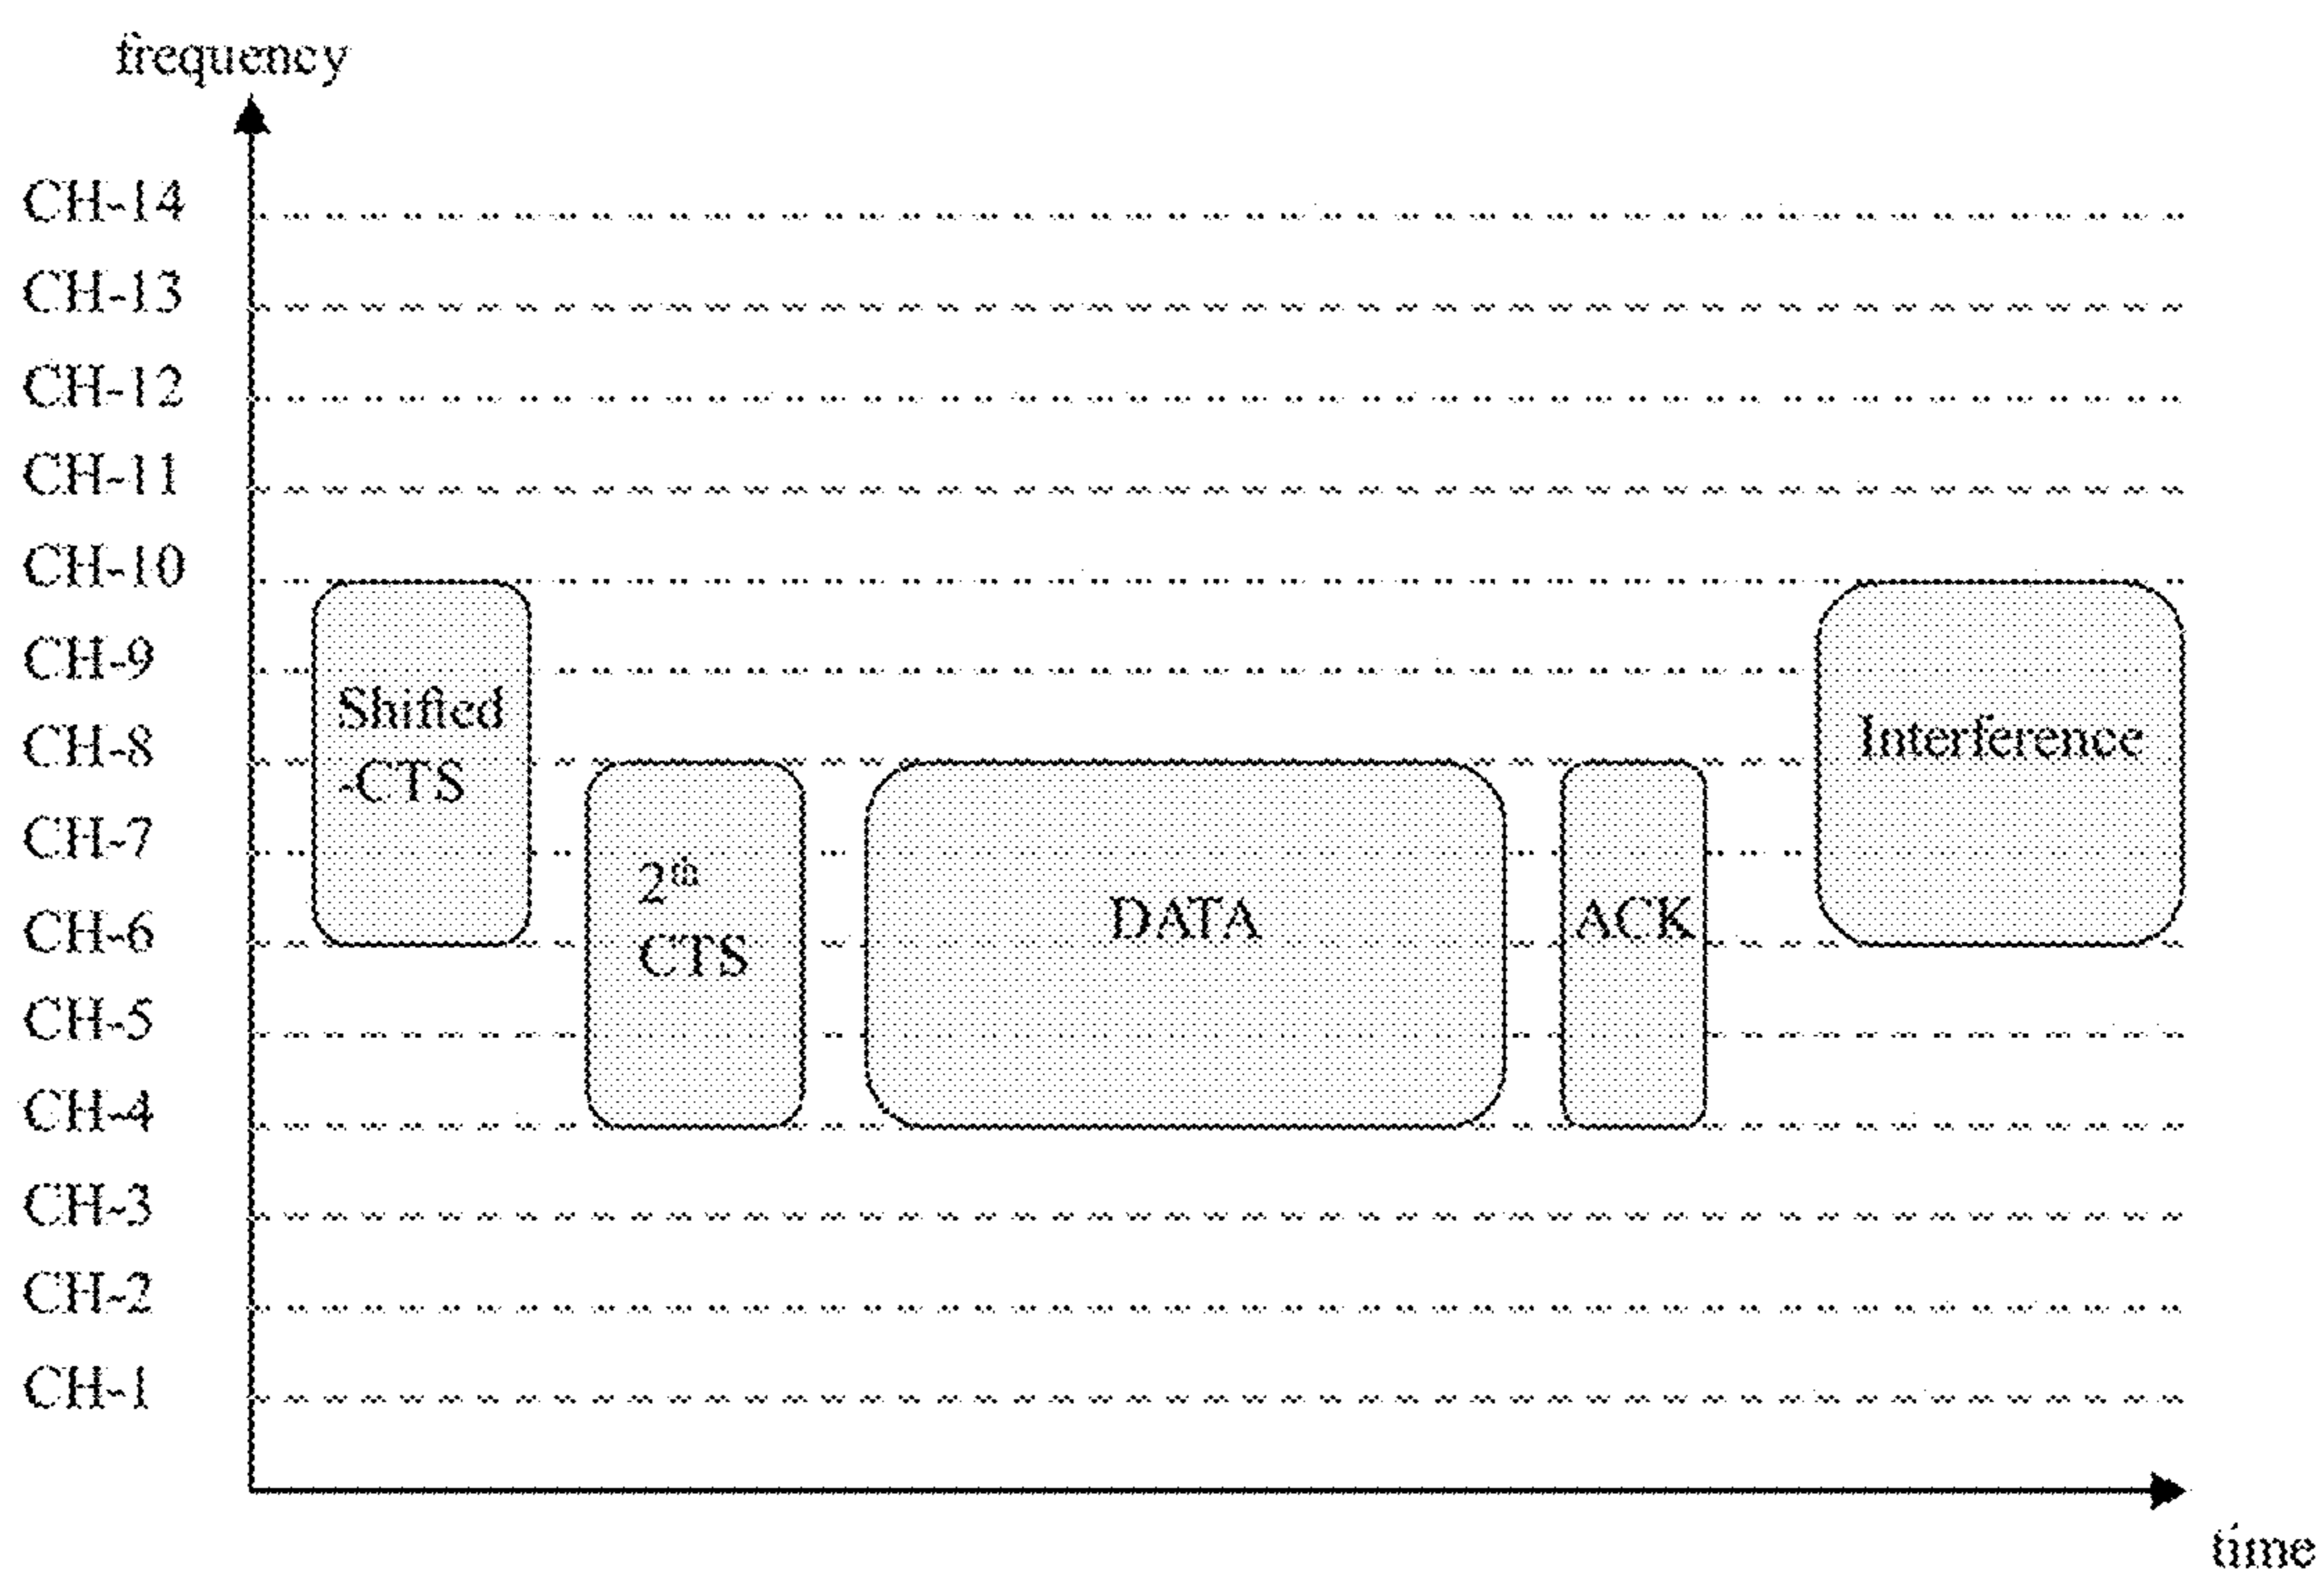 frequency
CH-14
CH-13
CH-12
CH-11
CH-10
CH-9
CH-8
CH-7
CH-6
CH-5
CH-4
CH-3
CH-2
CH-1
Shifted
-CTS
2th
CTS
DATA
ACK
Interference
time